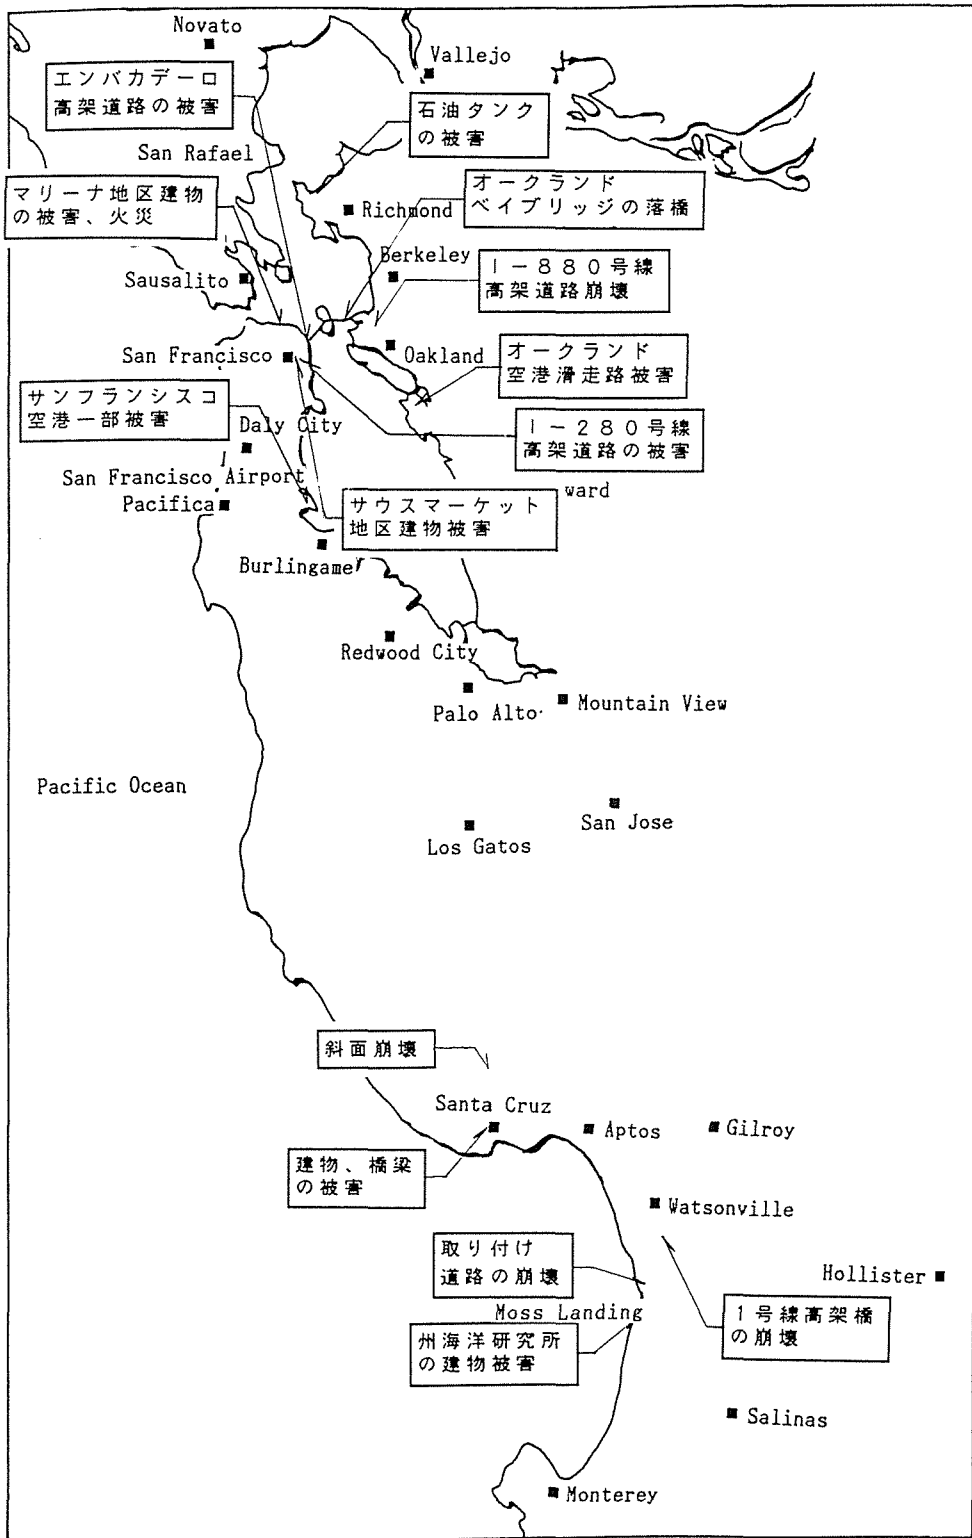 Novato
Vallejo
エンバカデーロ
高架道路の被害
石油タンク
の被害
San Rafael
マリーナ地区建物
の被害、火災
オークランド
ベイブリッジの落橋
Richmond
Berkeley
Sausalito
I－880号線
高架道路崩壊
San Francisco
Oakland
オークランド
空港滑走路被害
サンフランシスコ
空港一部被害
Daly City
I－280号線
高架道路の被害
San Francisco Airport
ward
Pacifica
サウスマーケット
地区建物被害
Burlingame
Redwood City
Palo Alto
Mountain View
Pacific Ocean
San Jose
Los Gatos
斜面崩壊
Santa Cruz
Aptos
Gilroy
建物、橋梁
の被害
Watsonville
取り付け
道路の崩壊
Hollister
Moss Landing
1号線高架橋
の崩壊
州海洋研究所
の建物被害
Salinas
Monterey